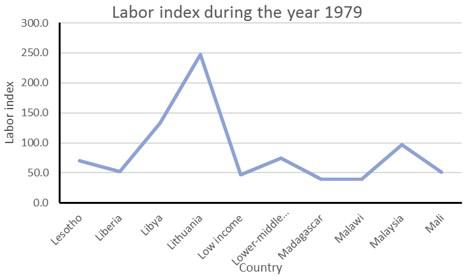 Labor index during the year 1979
300.0
250.0
200.0
150.0
100.0
50.0
0.0
Labor index
Lesotho
Liberia
Libya
Lithuania
Low income
Lower-middle...
Madagascar
Malawi
Malaysia
Mali
Country